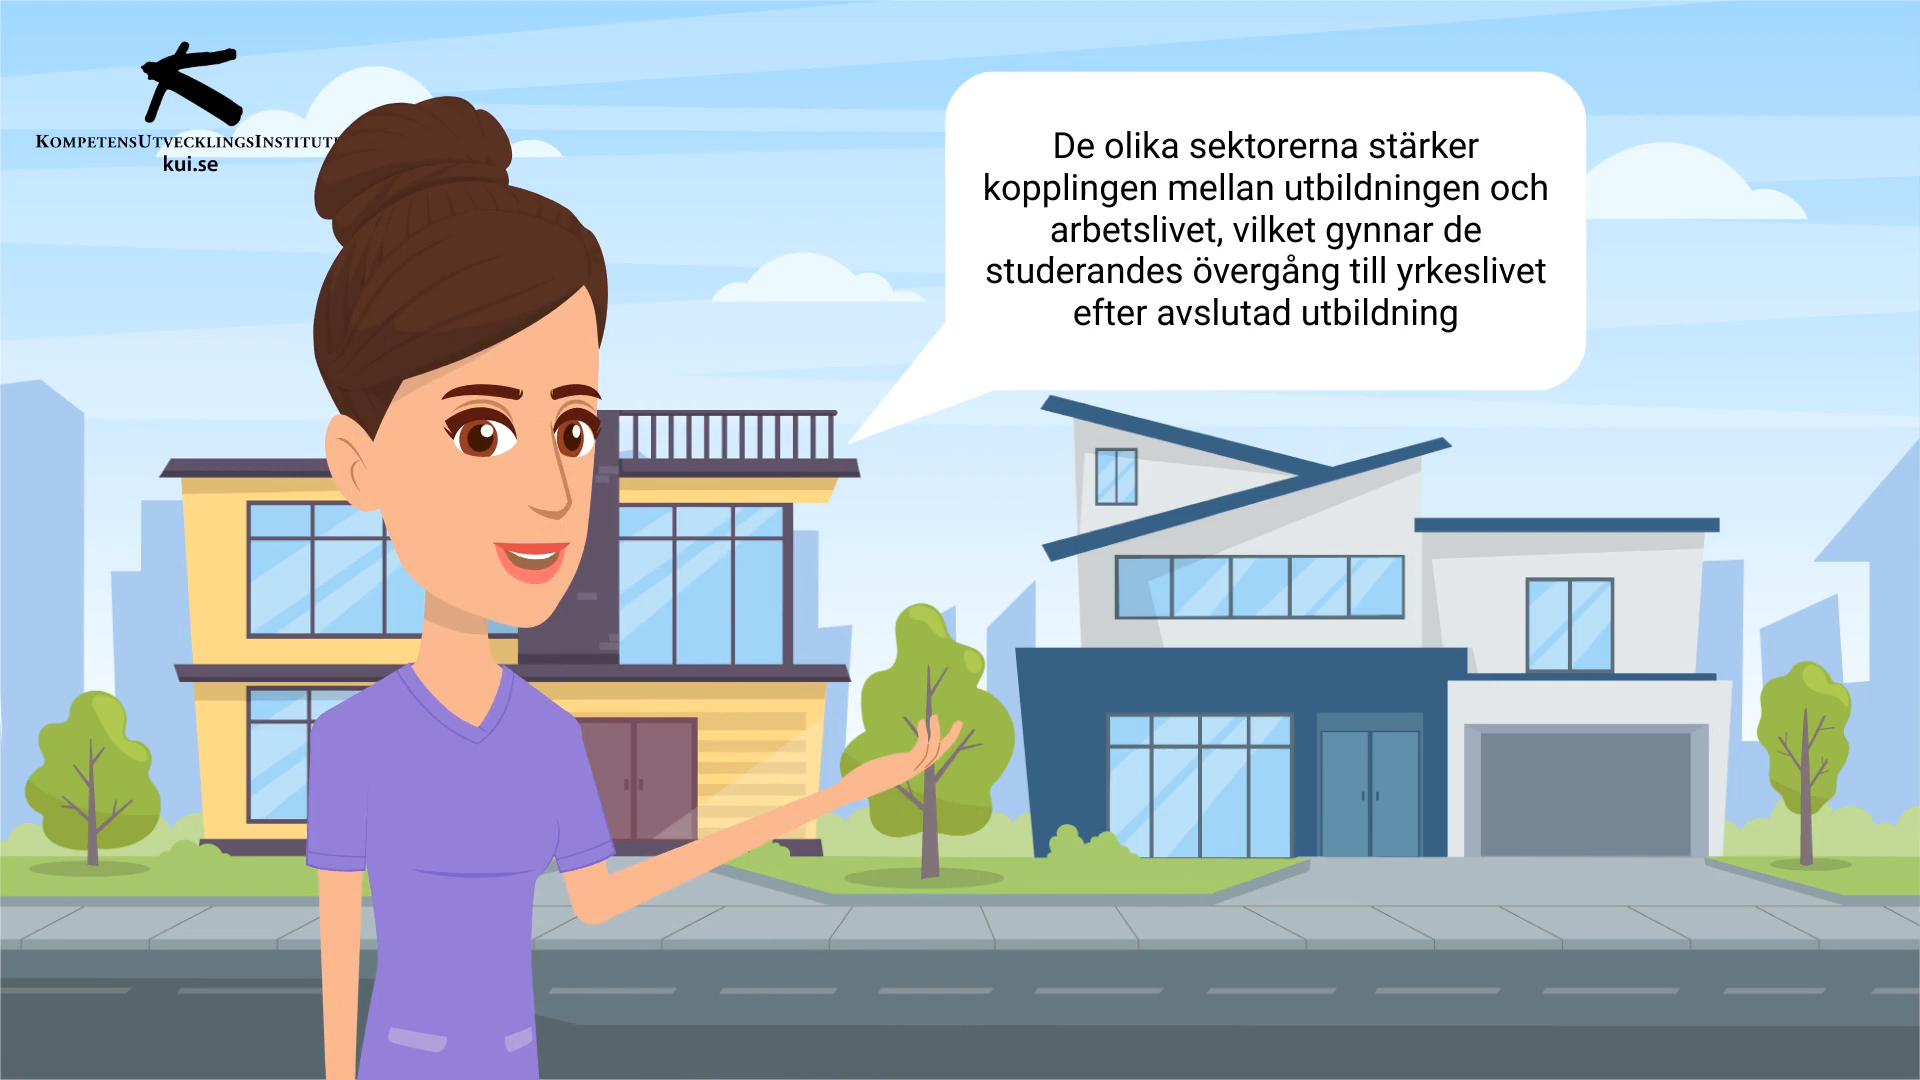 KOMPETENSUTVECKLINGSINSTITUT
kui.se
De olika sektorerna stärker
kopplingen mellan utbildningen och
arbetslivet, vilket gynnar de
studerandes övergång till yrkeslivet
efter avslutad utbildning